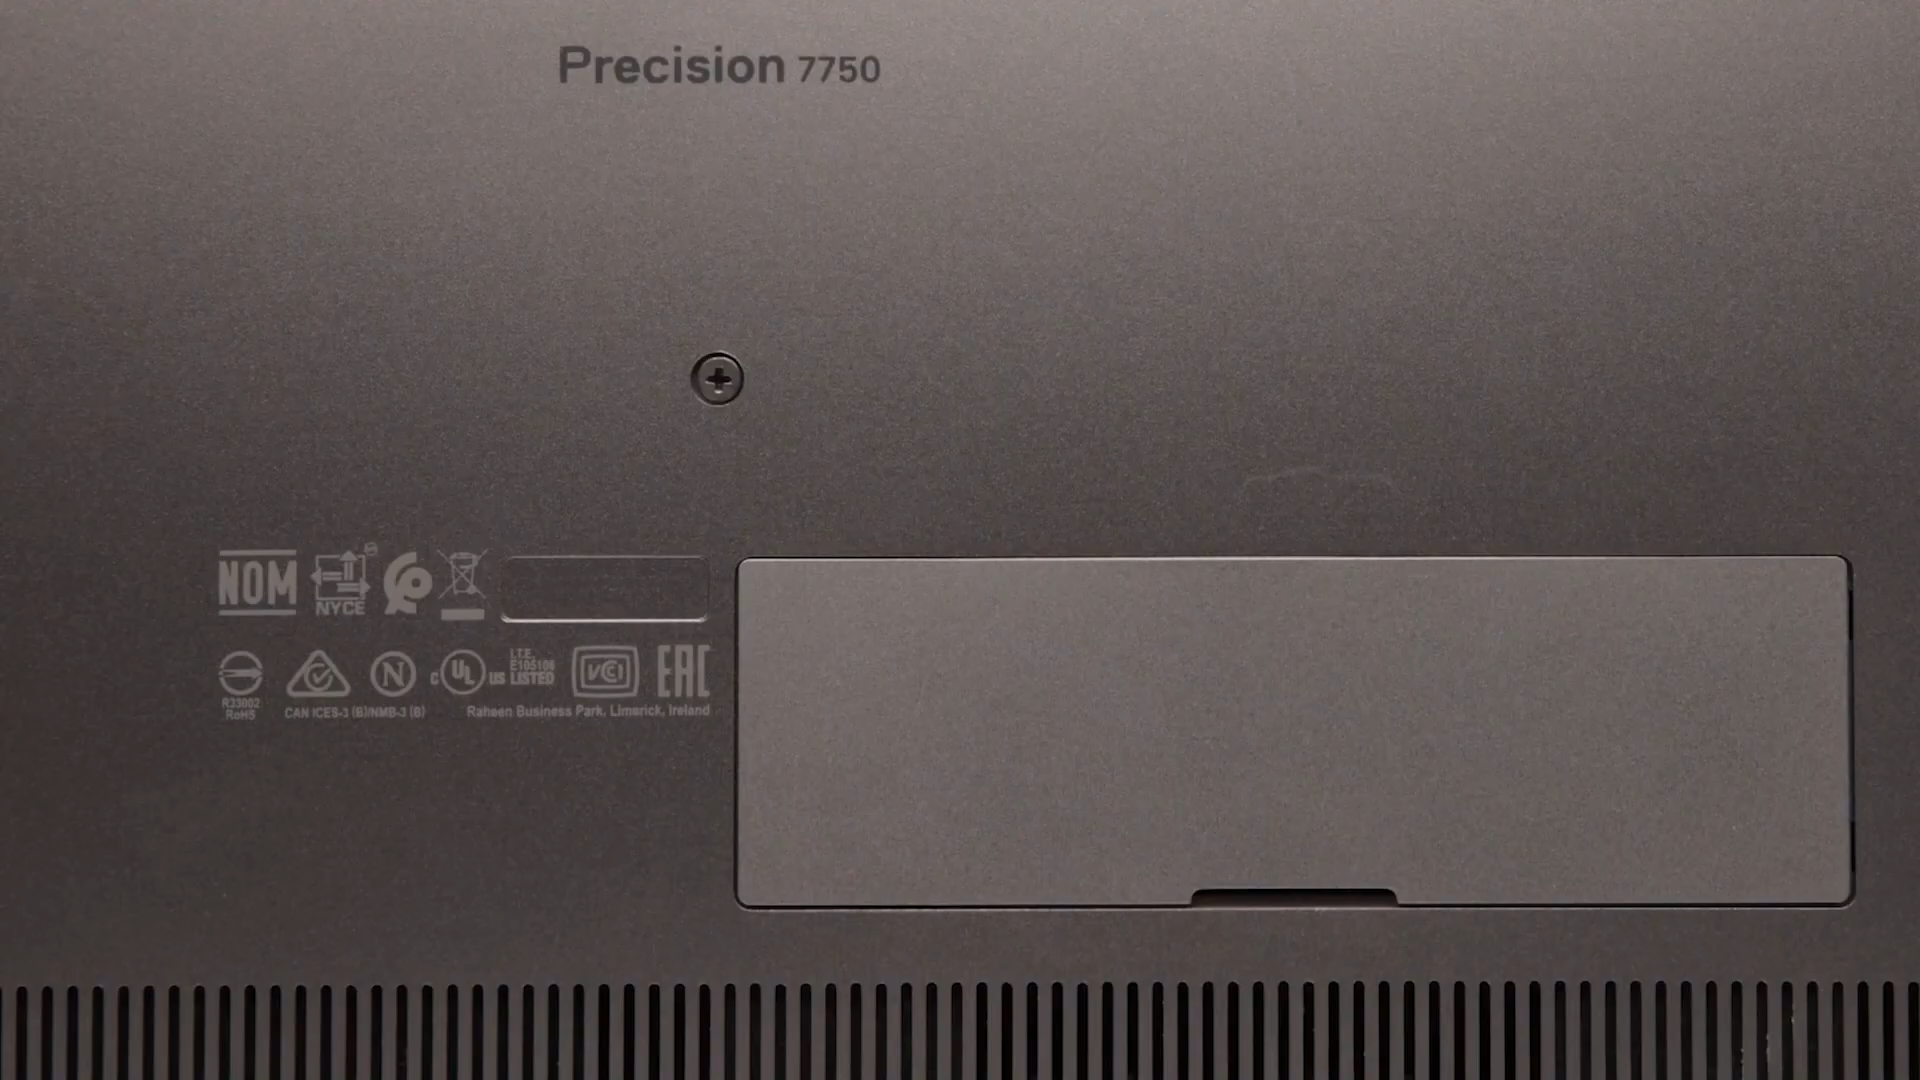 Precision 7750
NOM
NYCE
UL
C US
I.T.E.
E105106
LISTED
VCI
EAC
N
R33002
RoHS
CAN ICES-3 (B)/NMB-3 (B)
Raheen Business Park, Limerick, Ireland